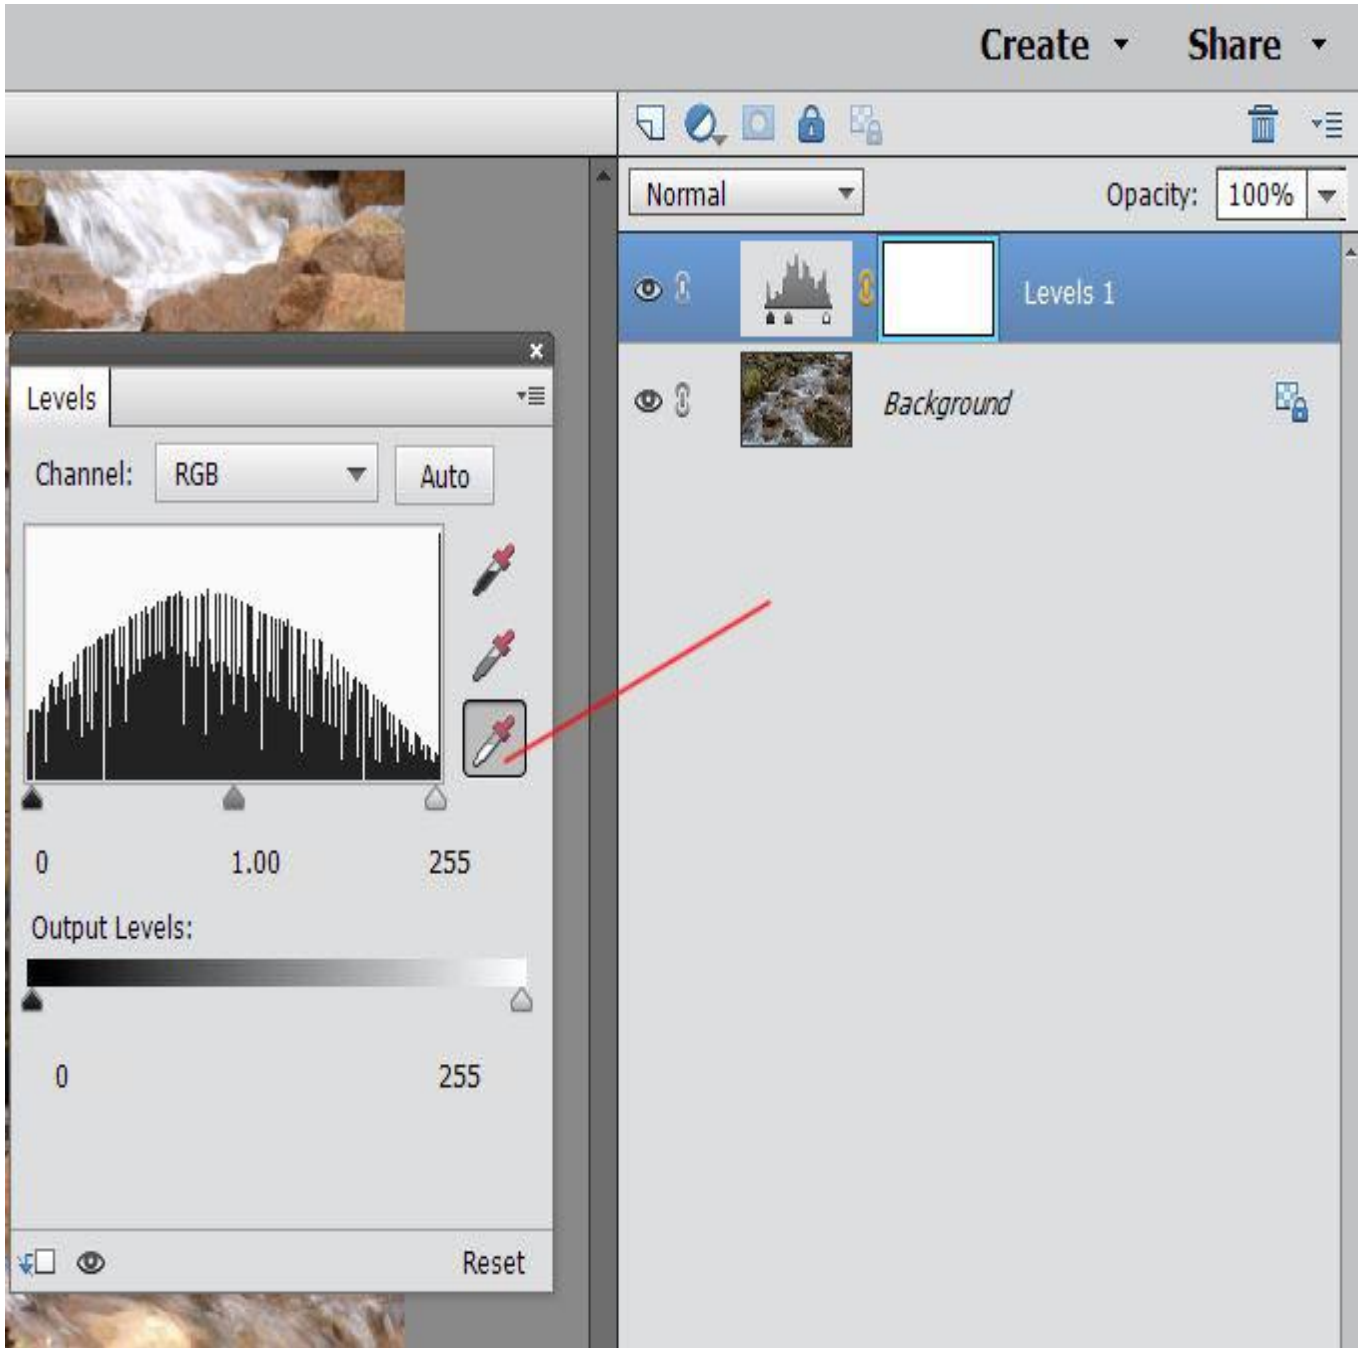 Create Share
Normal Opacity: 100%
Levels 1
Background
Levels
Channel: RGB Auto
0 1.00 255
Output Levels:
0 255
Reset